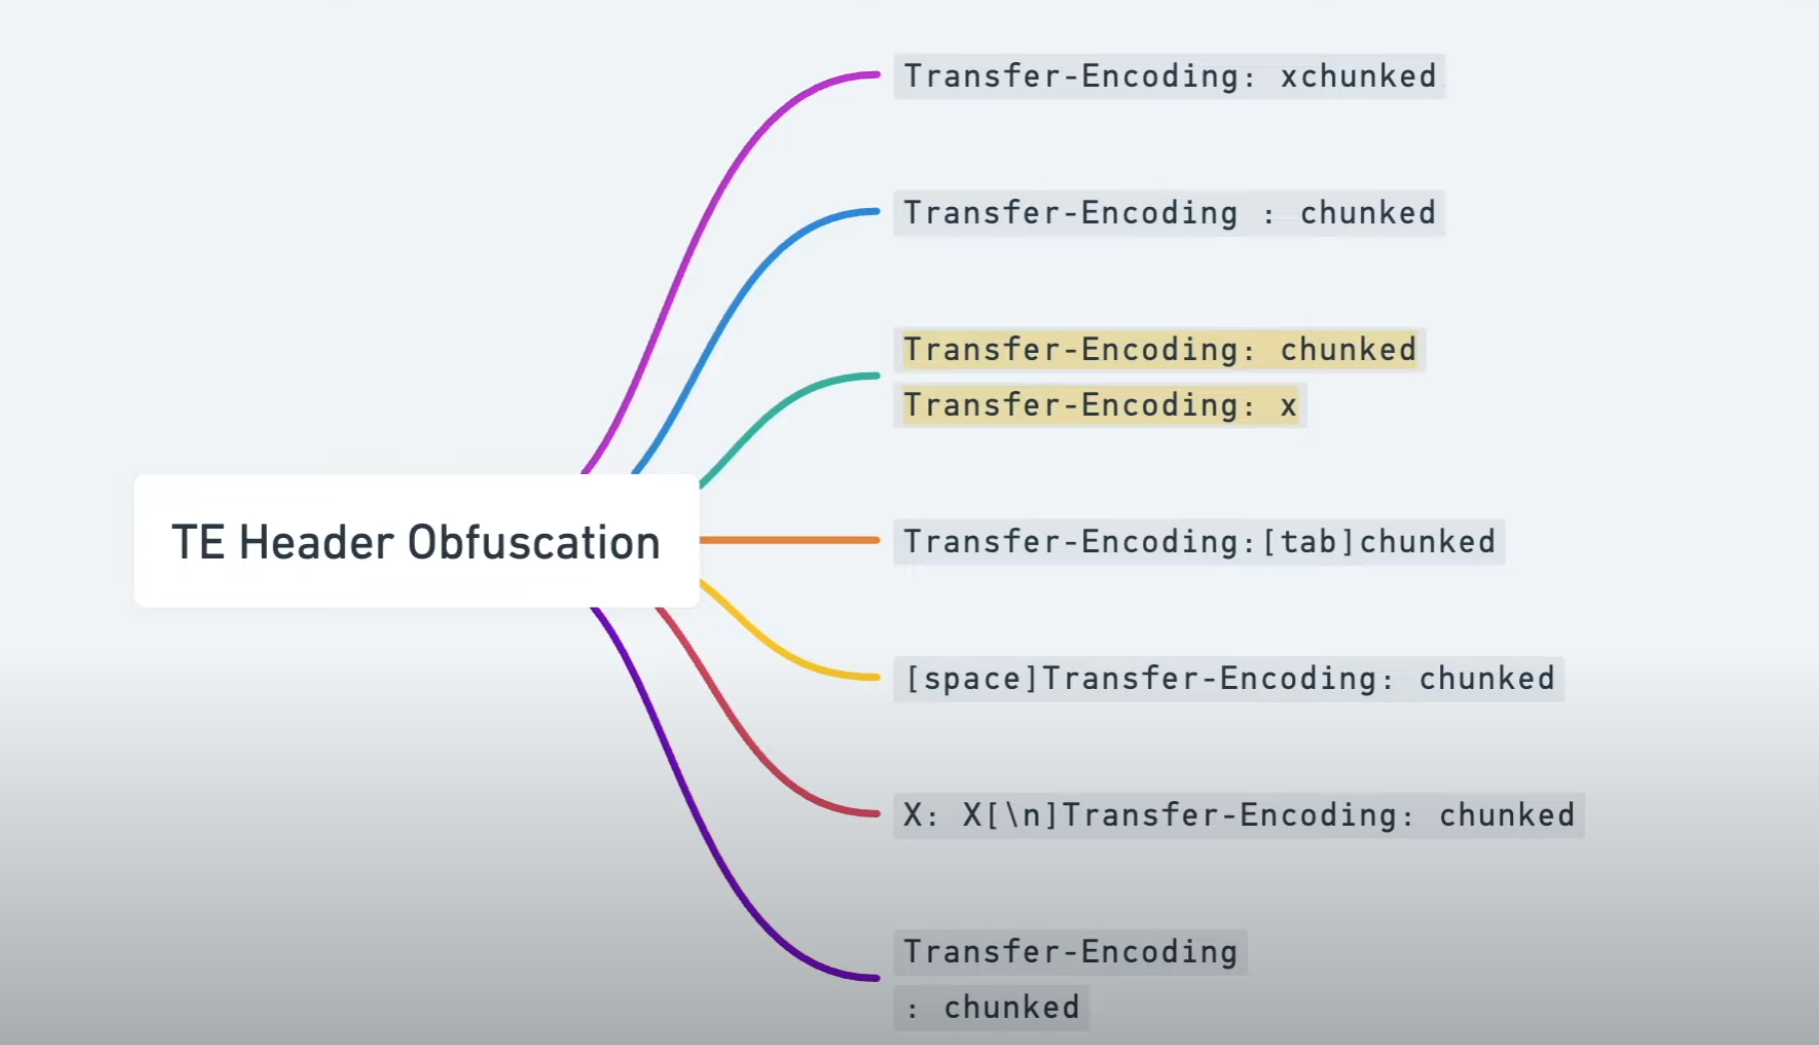 Transfer-Encoding: xchunked
Transfer-Encoding : chunked
Transfer-Encoding: chunked
Transfer-Encoding: x
TE Header Obfuscation
Transfer-Encoding:[tab]chunked
[space]Transfer-Encoding: chunked
X: X[\n]Transfer-Encoding: chunked
Transfer-Encoding
: chunked